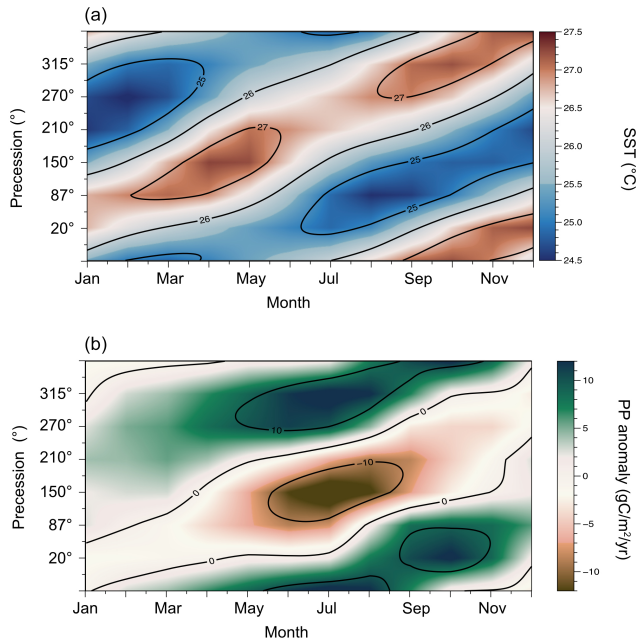 (a)
315°
270°
210°
150°
87°
20°
Precession (°)
25
26
27
27
26
25
25
26
Jan
Mar
May
Jul
Sep
Nov
Month
27.5
27.0
26.5
26.0
25.5
25.0
24.5
SST (°C)
(b)
315°
270°
210°
150°
87°
20°
Precession (°)
10
0
−10
0
0
0
Jan
Mar
May
Jul
Sep
Nov
Month
10
5
0
−5
−10
PP anomaly (gC/m²/yr)